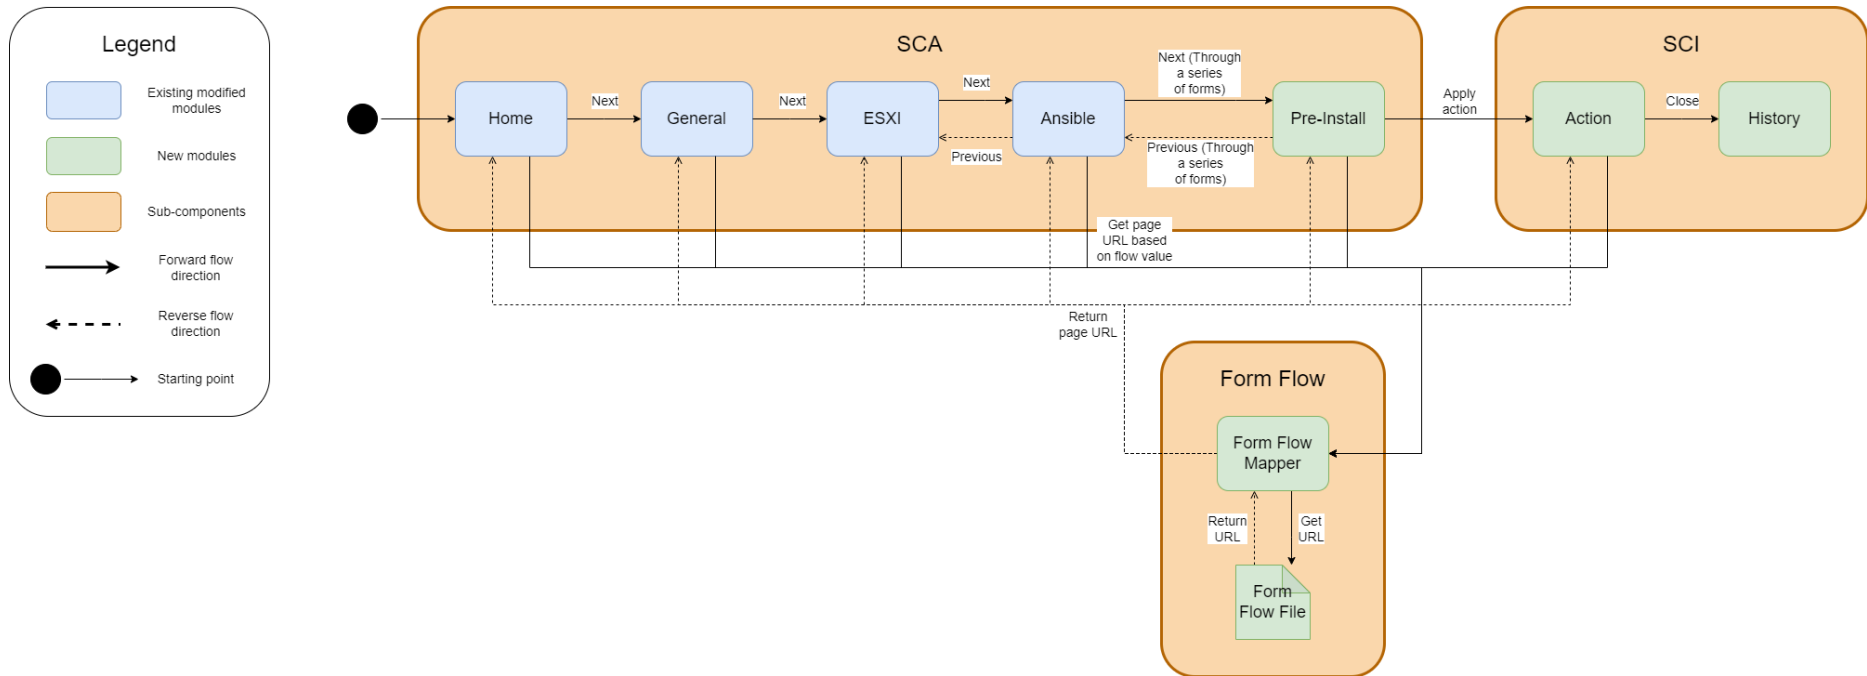 Legend
Existing modified
modules
New modules
Sub-components
Forward flow
direction
Reverse flow
direction
Starting point
SCA
Home
Next
General
Next
ESXI
Next
Previous
Ansible
Next (Through
a series
of forms)
Previous (Through
a series
of forms)
Pre-Install
Apply
action
SCI
Action
Close
History
Get page
URL based
on flow value
Return
page URL
Form Flow
Form Flow
Mapper
Return
URL
Get
URL
Form
Flow File